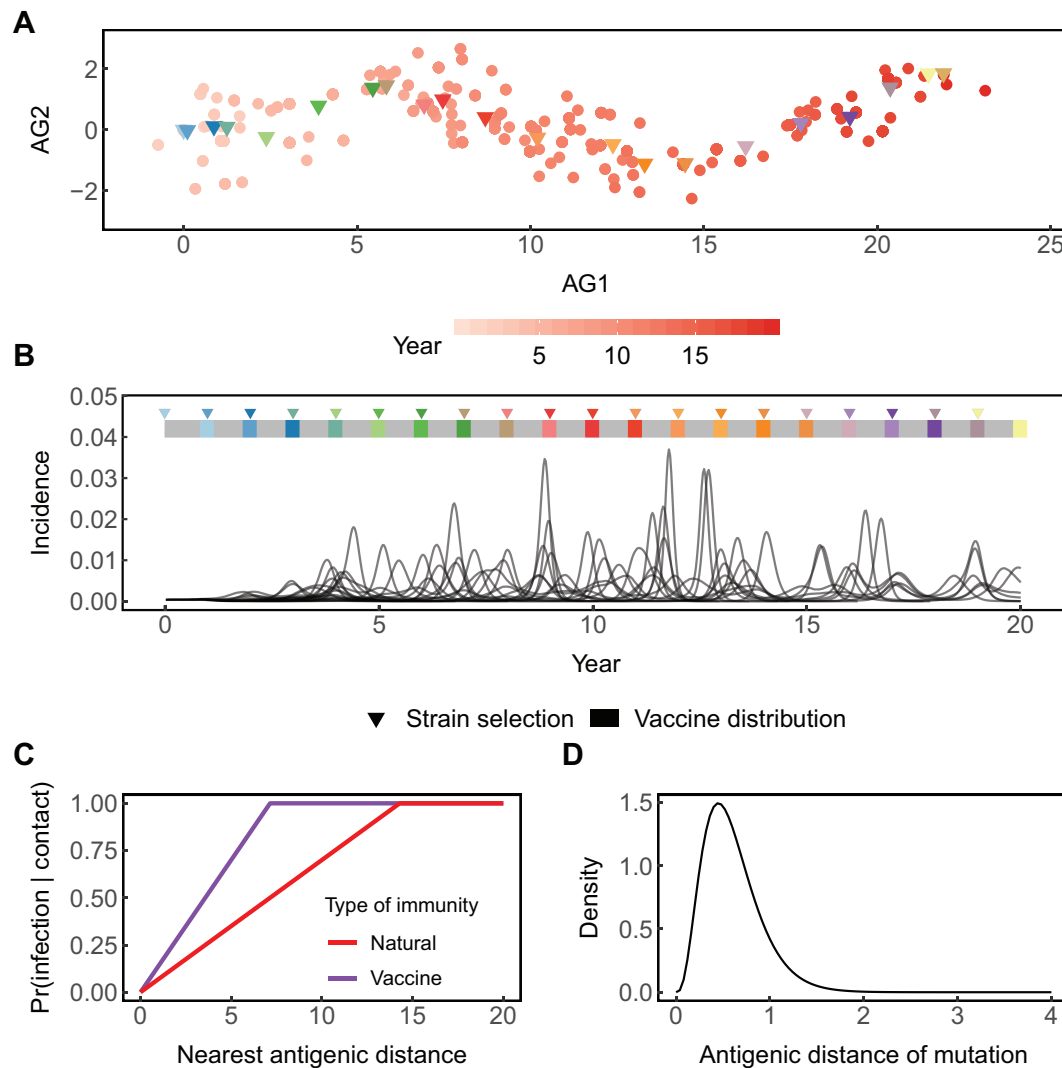 A
AG2
2
0
−2
0 5 10 15 20 25
AG1
Year
5 10 15
B
Incidence
0.05
0.04
0.03
0.02
0.01
0.00
0 5 10 15 20
Year
Strain selection Vaccine distribution
C
Pr(infection | contact)
1.00
0.75
0.50
0.25
0.00
Type of immunity
Natural
Vaccine
0 5 10 15 20
Nearest antigenic distance
D
Density
1.5
1.0
0.5
0.0
0 1 2 3 4
Antigenic distance of mutation